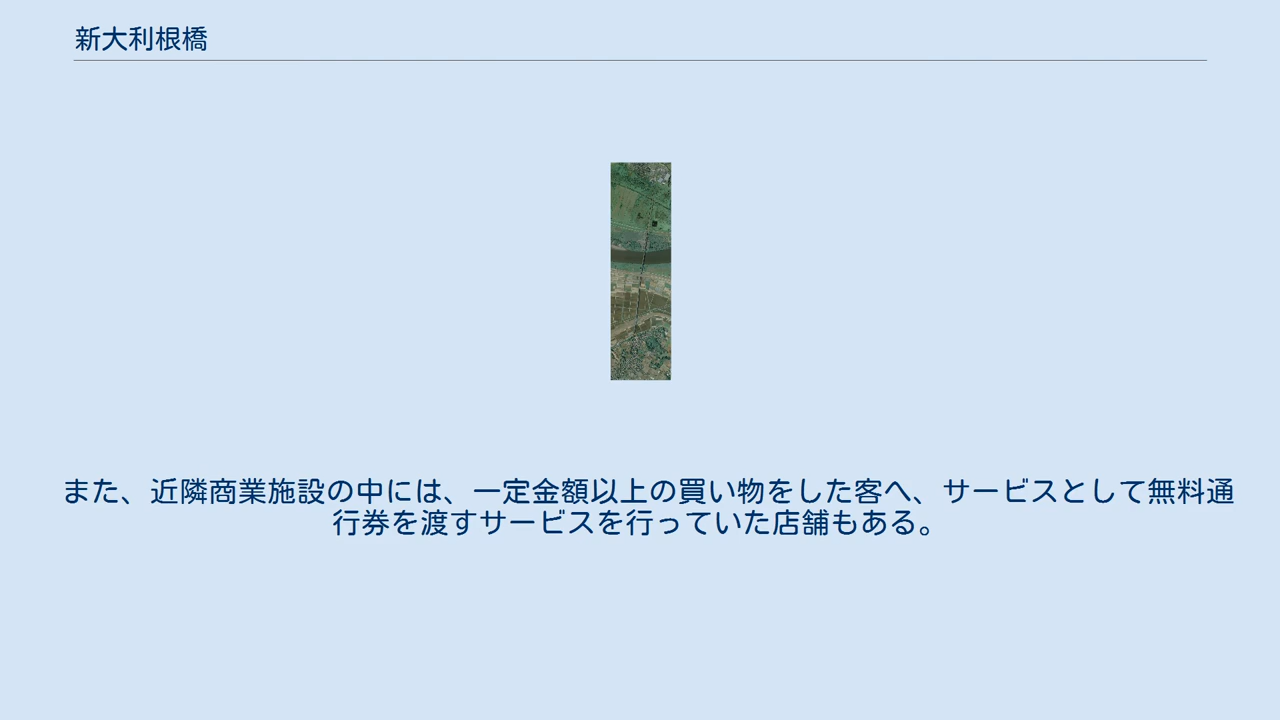 新大利根橋
また、近隣商業施設の中には、一定金額以上の買い物をした客へ、サービスとして無料通
行券を渡すサービスを行っていた店舗もある。